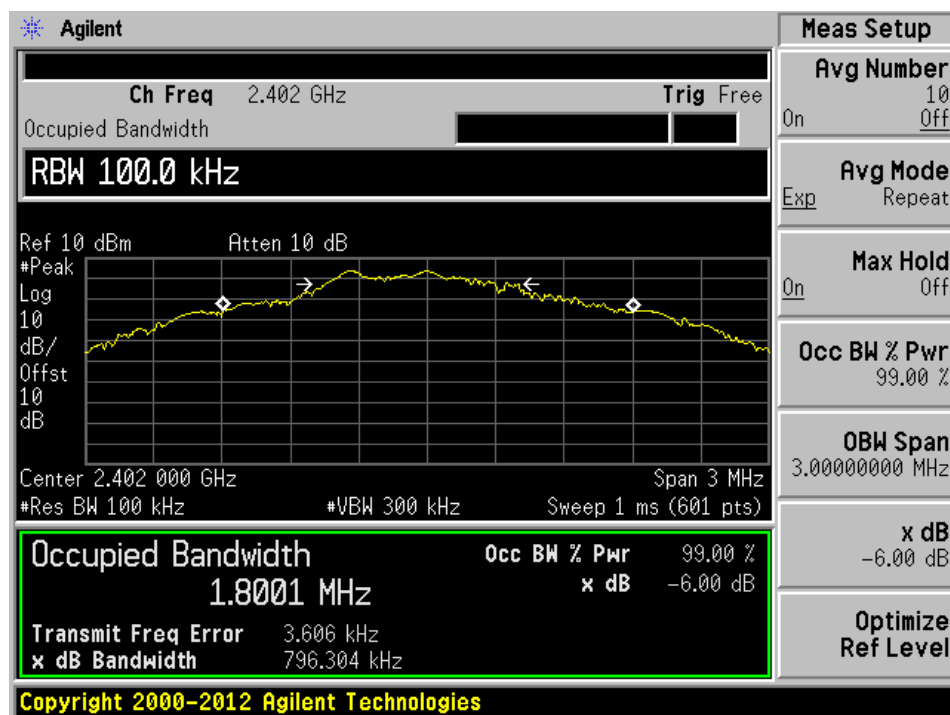 Agilent
Ch Freq 2.402 GHz Trig Free
Occupied Bandwidth
RBW 100.0 kHz
Ref 10 dBm Atten 10 dB
#Peak
Log
10
dB/
Offst
10
dB
Center 2.402 000 GHz Span 3 MHz
#Res BW 100 kHz #VBW 300 kHz Sweep 1 ms (601 pts)
Occupied Bandwidth Occ BW % Pwr 99.00 %
1.8001 MHz x dB -6.00 dB
Transmit Freq Error 3.606 kHz
x dB Bandwidth 796.304 kHz
Copyright 2000-2012 Agilent Technologies
Meas Setup
Avg Number
10
On Off
Avg Mode
Exp Repeat
Max Hold
On Off
Occ BW % Pwr
99.00 %
OBW Span
3.00000000 MHz
x dB
-6.00 dB
Optimize
Ref Level